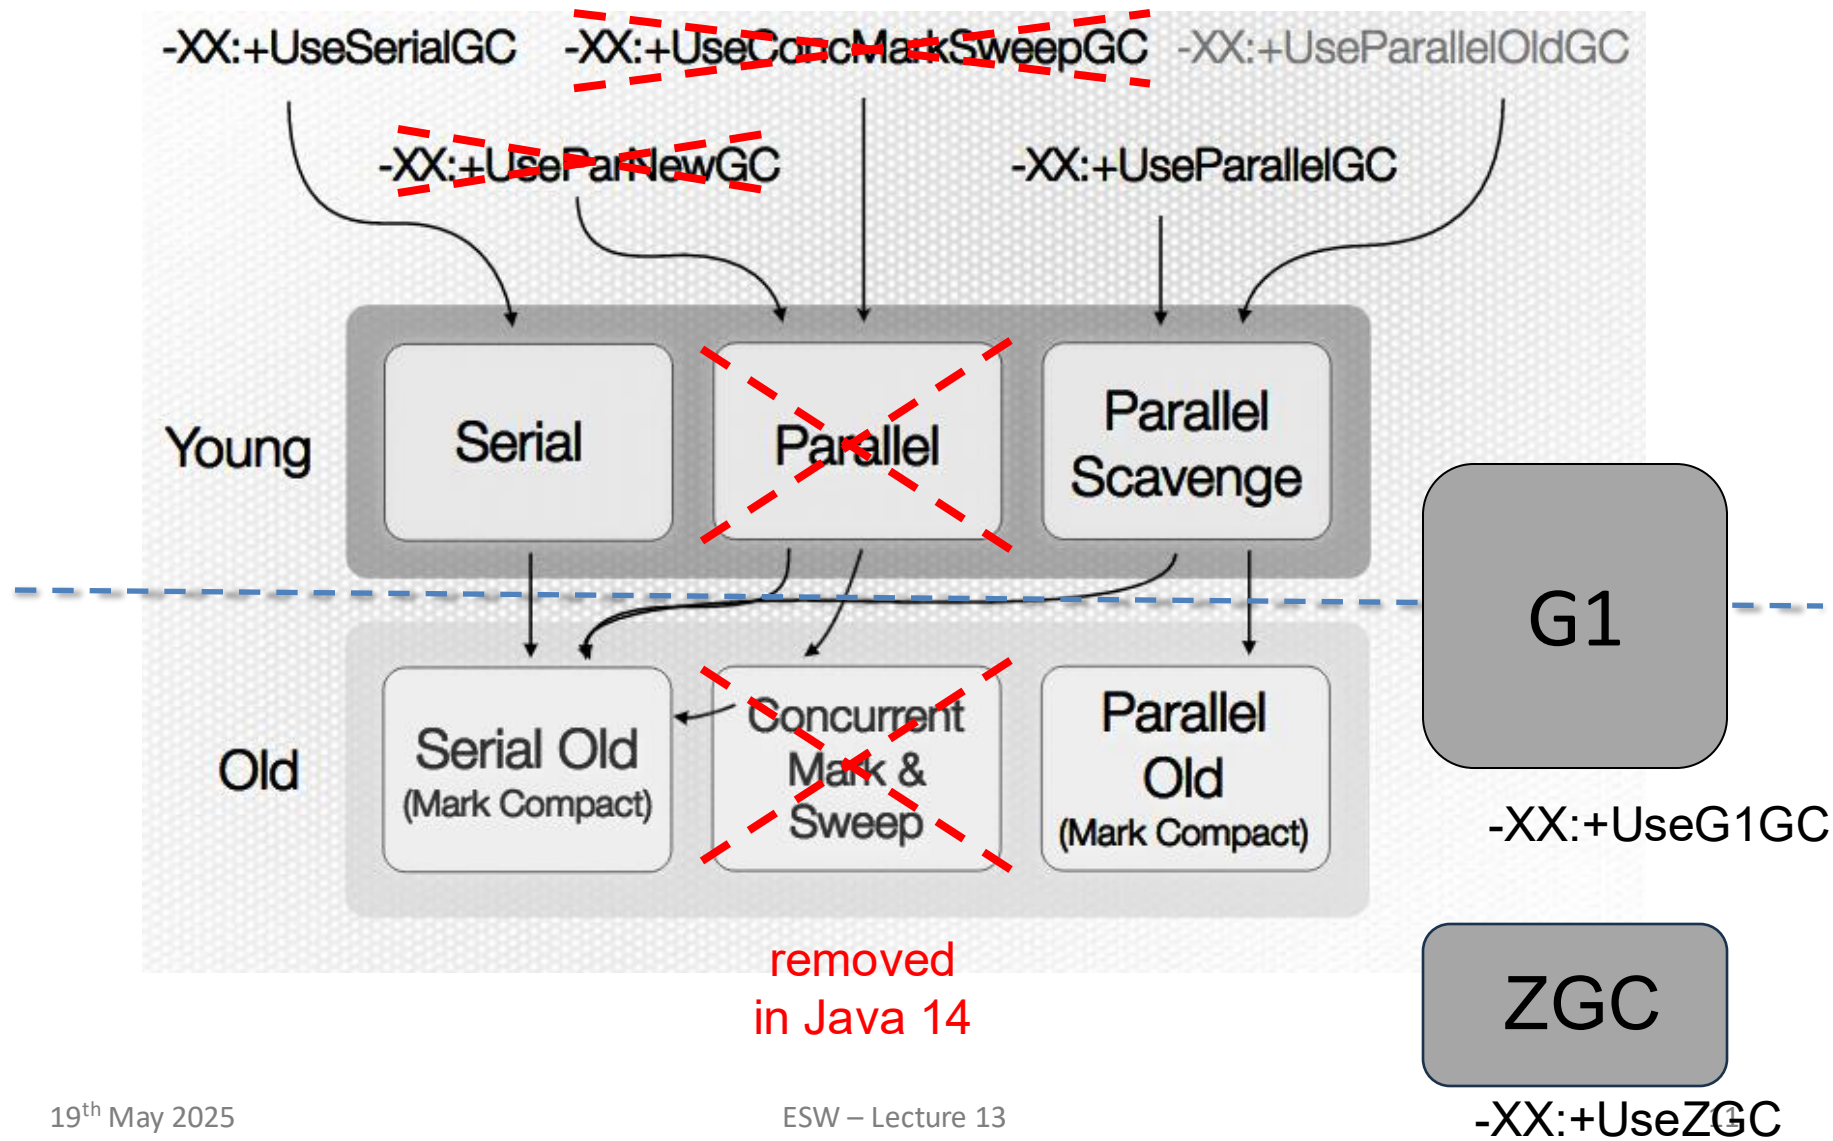 -XX:+UseSerialGC
-XX:+UseConcMarkSweepGC
-XX:+UseParallelOldGC
-XX:+UseParNewGC
-XX:+UseParallelGC
Young
Serial
Parallel
Parallel
Scavenge
G1
-XX:+UseG1GC
Old
Serial Old
(Mark Compact)
Concurrent
Mark &
Sweep
Parallel
Old
(Mark Compact)
removed
in Java 14
ZGC
-XX:+UseZGC
19th May 2025
ESW – Lecture 13
11